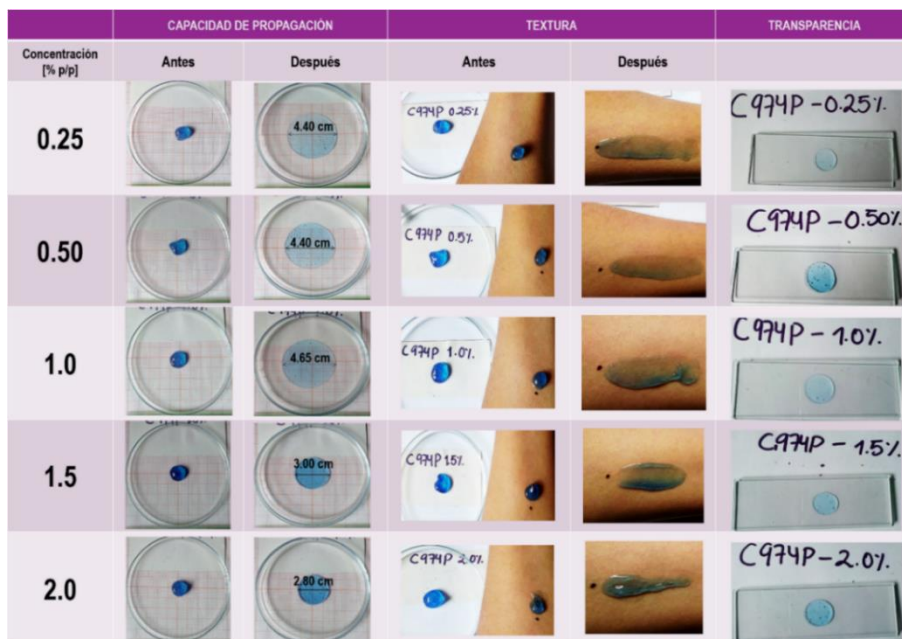 CAPACIDAD DE PROPAGACIÓN TEXTURA TRANSPARENCIA
Concentración
[% p/p]
Antes Después Antes Después
0.25
4.40 cm
C974P 0.25%
C974P-0.25%.
0.50
4.40 cm
C974P 0.5%
C974P-0.50%
1.0
4.65 cm
C974P 1.0%.
C974P-1.0%.
1.5
3.00 cm
C974P 1.5%
C974P-1.5%.
2.0
2.80 cm
C974P 2.0%.
C974P-2.0%.